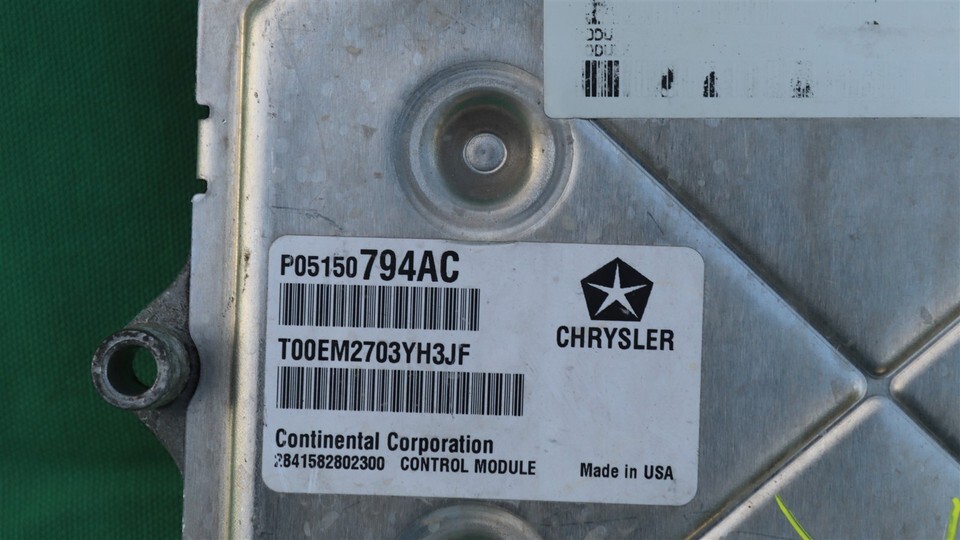 P05150794AC
T00EM2703YH3JF
CHRYSLER
Continental Corporation
2841582802300 CONTROL MODULE
Made in USA